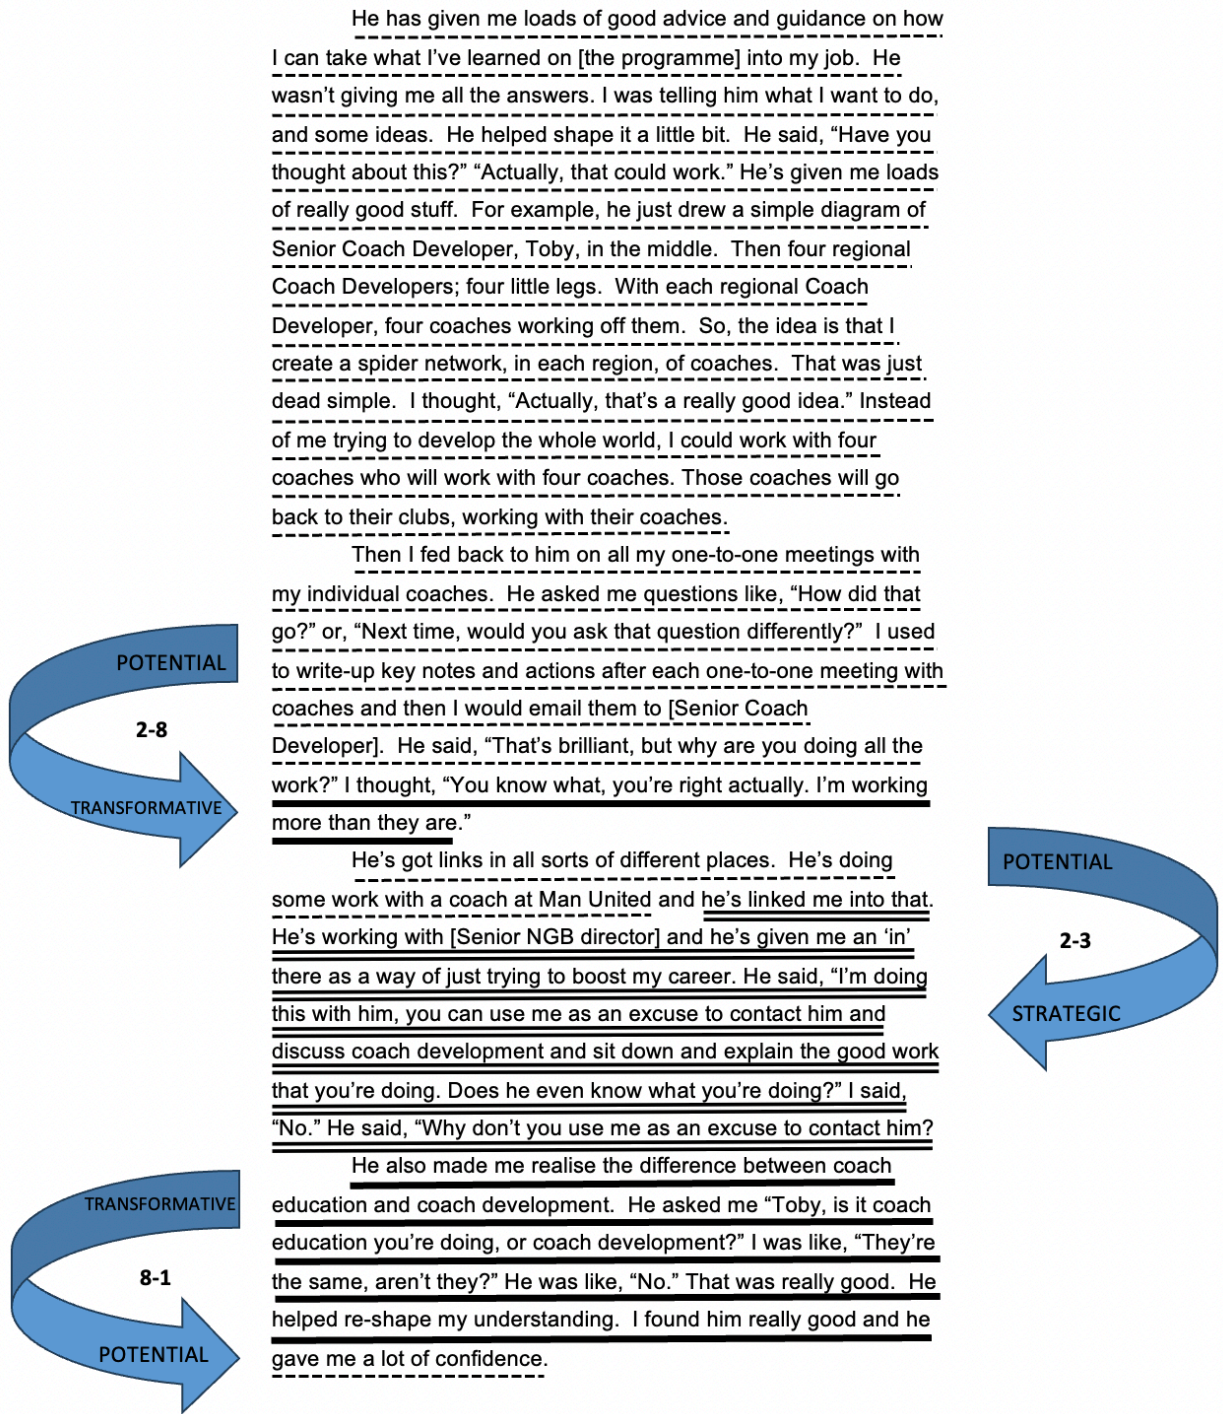 He has given me loads of good advice and guidance on how
I can take what I've learned on [the programme] into my job.  He
wasn't giving me all the answers. I was telling him what I want to do,
and some ideas.  He helped shape it a little bit.  He said, “Have you
thought about this?” “Actually, that could work.” He's given me loads
of really good stuff.  For example, he just drew a simple diagram of
Senior Coach Developer, Toby, in the middle.  Then four regional
Coach Developers; four little legs.  With each regional Coach
Developer, four coaches working off them.  So, the idea is that I
create a spider network, in each region, of coaches.  That was just
dead simple.  I thought, “Actually, that's a really good idea.” Instead
of me trying to develop the whole world, I could work with four
coaches who will work with four coaches. Those coaches will go
back to their clubs, working with their coaches.
Then I fed back to him on all my one-to-one meetings with
my individual coaches.  He asked me questions like, “How did that
go?” or, “Next time, would you ask that question differently?”  I used
to write-up key notes and actions after each one-to-one meeting with
coaches and then I would email them to [Senior Coach
Developer].  He said, “That's brilliant, but why are you doing all the
work?” I thought, “You know what, you're right actually. I'm working
more than they are.”
POTENTIAL
2-8
TRANSFORMATIVE
He's got links in all sorts of different places.  He's doing
some work with a coach at Man United and he's linked me into that.
He's working with [Senior NGB director] and he's given me an ‘in’
there as a way of just trying to boost my career. He said, “I'm doing
this with him, you can use me as an excuse to contact him and
discuss coach development and sit down and explain the good work
that you're doing. Does he even know what you're doing?” I said,
“No.” He said, “Why don't you use me as an excuse to contact him?
POTENTIAL
2-3
STRATEGIC
He also made me realise the difference between coach
education and coach development.  He asked me “Toby, is it coach
education you're doing, or coach development?” I was like, “They're
the same, aren't they?” He was like, “No.” That was really good.  He
helped re-shape my understanding.  I found him really good and he
gave me a lot of confidence.
TRANSFORMATIVE
8-1
POTENTIAL